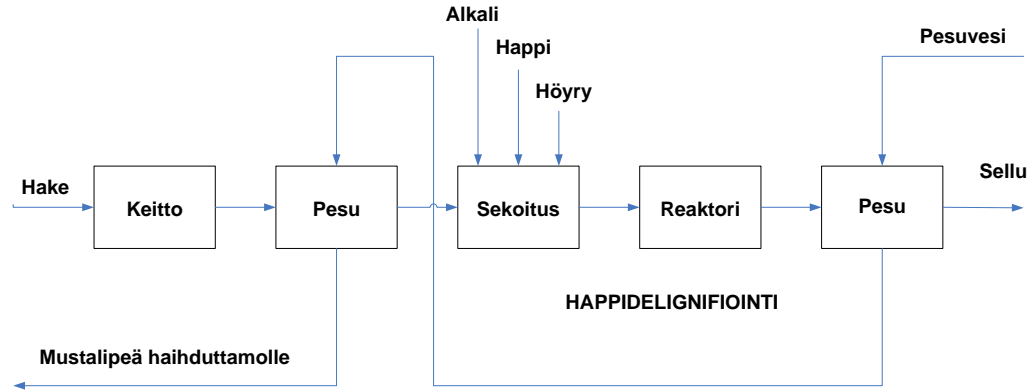 Alkali
Happi
Höyry
Pesuvesi
Hake
Keitto
Pesu
Sekoitus
Reaktori
Pesu
Sellu
HAPPIDELIGNIFIOINTI
Mustalipeä haihduttamolle